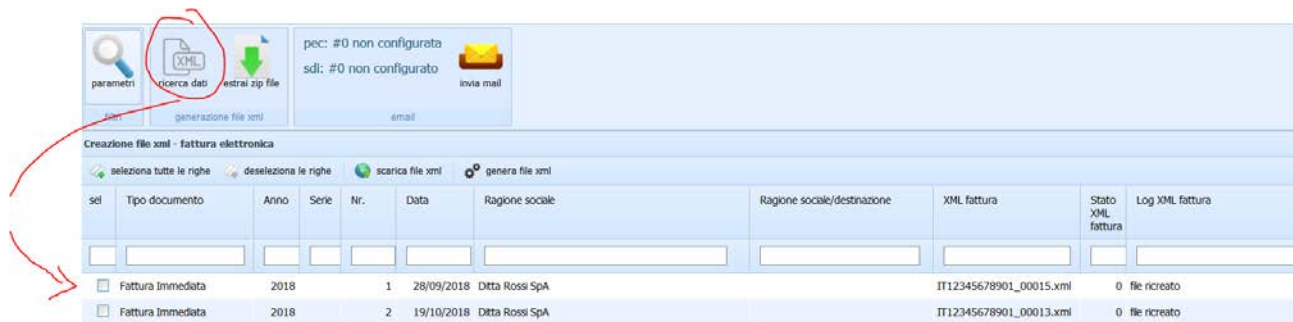 pec: #0 non configurata
sdi: #0 non configurato
XML
parametri
ricerca dati
estrai zip file
invia mail
filtri
generazione file xml
email
Creazione file xml - fattura elettronica
seleziona tutte le righe deseleziona le righe scarica file xml genera file xml
sel Tipo documento Anno Serie Nr. Data Ragione sociale Ragione sociale/destinazione XML fattura Stato XML fattura Log XML fattura
Fattura Immediata 2018 1 28/09/2018 Ditta Rossi SpA IT12345678901_00015.xml 0 file ricreato
Fattura Immediata 2018 2 19/10/2018 Ditta Rossi SpA IT12345678901_00013.xml 0 file ricreato